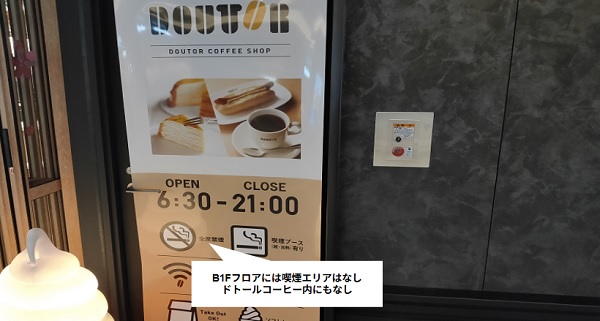 DOUTOR
DOUTOR COFFEE SHOP
OPEN CLOSE
6:30-21:00
全席禁煙
喫煙ブース
有り
B1Fフロアには喫煙エリアはなし
ドトールコーヒー内にもなし
Take Out
OK!